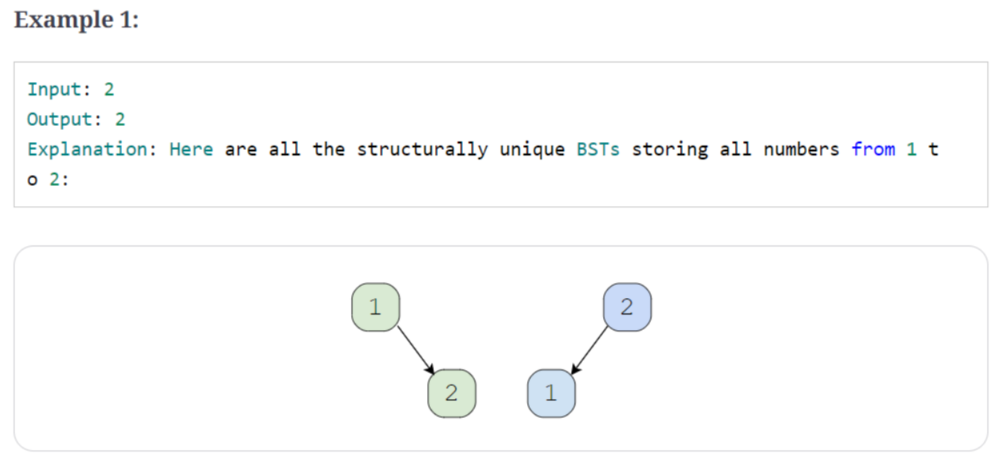 Example 1:
Input: 2
Output: 2
Explanation: Here are all the structurally unique BSTs storing all numbers from 1 t
o 2:
1
2
2
1